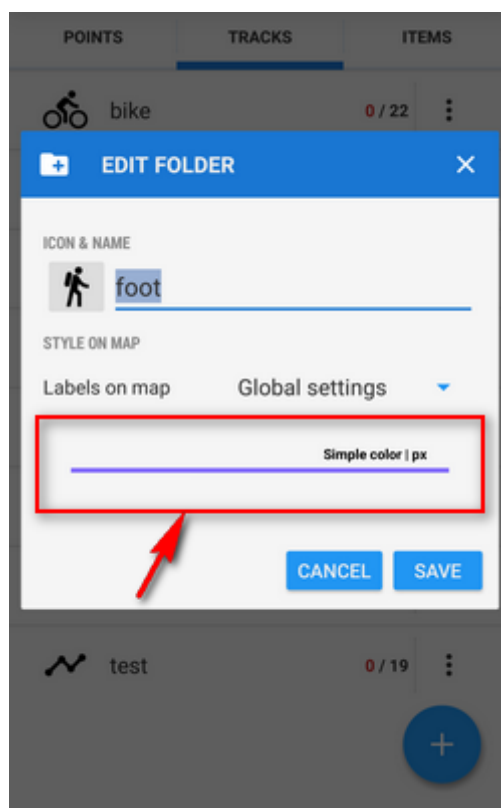 POINTS TRACKS ITEMS
bike 0 / 22
EDIT FOLDER
ICON & NAME
foot
STYLE ON MAP
Labels on map Global settings
Simple color | px
CANCEL SAVE
test 0 / 19